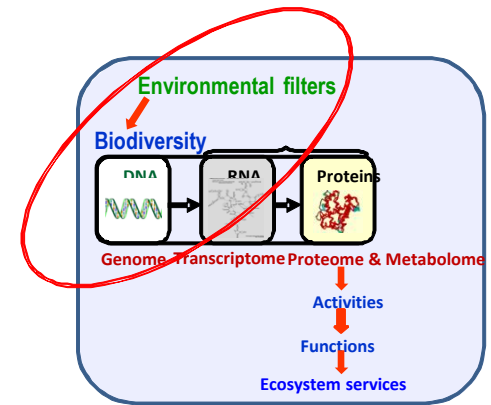 Environmental filters
Biodiversity
DNA RNA Proteins
Genome Transcriptome Proteome & Metabolome
Activities
Functions
Ecosystem services